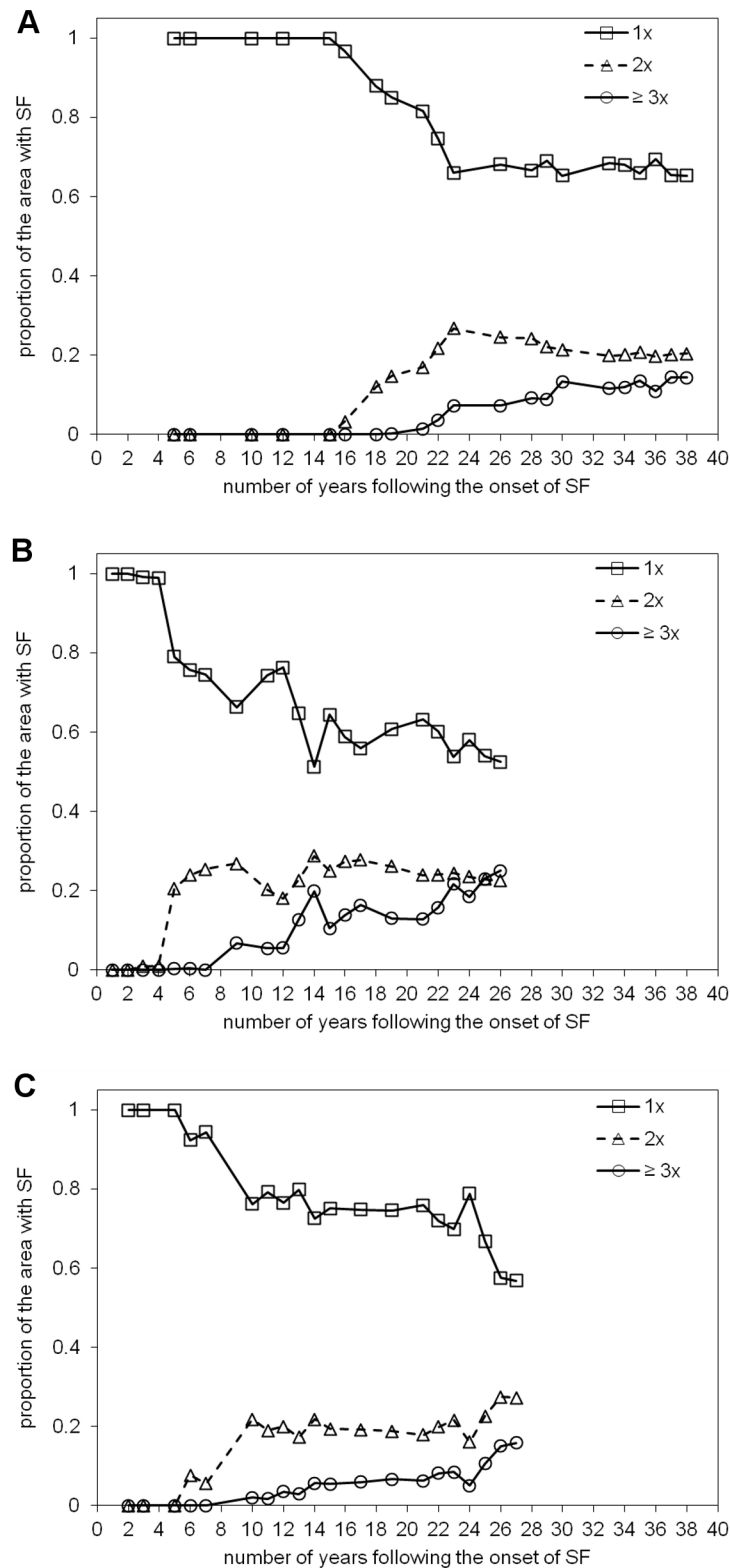 A
proportion of the area with SF
1
0.8
0.6
0.4
0.2
0
1x
2x
≥ 3x
0 2 4 6 8 10 12 14 16 18 20 22 24 26 28 30 32 34 36 38 40
number of years following the onset of SF
B
proportion of the area with SF
1
0.8
0.6
0.4
0.2
0
1x
2x
≥ 3x
0 2 4 6 8 10 12 14 16 18 20 22 24 26 28 30 32 34 36 38 40
number of years following the onset of SF
C
proportion of the area with SF
1
0.8
0.6
0.4
0.2
0
1x
2x
≥ 3x
0 2 4 6 8 10 12 14 16 18 20 22 24 26 28 30 32 34 36 38 40
number of years following the onset of SF